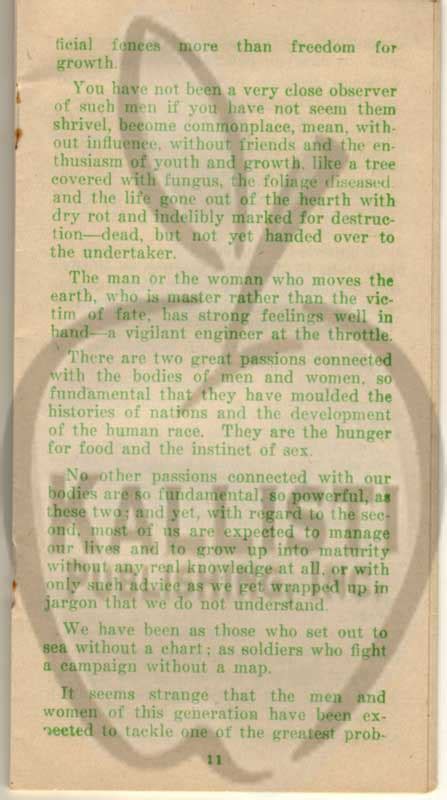 ficial fences more than freedom for
growth.
You have not been a very close observer
of such men if you have not seem them
shrivel, become commonplace, mean, with-
out influence, without friends and the en-
thusiasm of youth and growth, like a tree
covered with fungus, the foliage diseased,
and the life gone out of the hearth with
dry rot and indelibly marked for destruc-
tion—dead, but not yet handed over to
the undertaker.
The man or the woman who moves the
earth, who is master rather than the vic-
tim of fate, has strong feelings well in
hand—a vigilant engineer at the throttle.
There are two great passions connected
with the bodies of men and women, so
fundamental that they have moulded the
histories of nations and the development
of the human race. They are the hunger
for food and the instinct of sex.
No other passions connected with our
bodies are so fundamental, so powerful, as
these two; and yet, with regard to the sec-
ond, most of us are expected to manage
our lives and to grow up into maturity
without any real knowledge at all, or with
only such advice as we get wrapped up in
jargon that we do not understand.
We have been as those who set out to
sea without a chart; as soldiers who fight
a campaign without a map.
It seems strange that the men and
women of this generation have been ex-
pected to tackle one of the greatest prob-
11